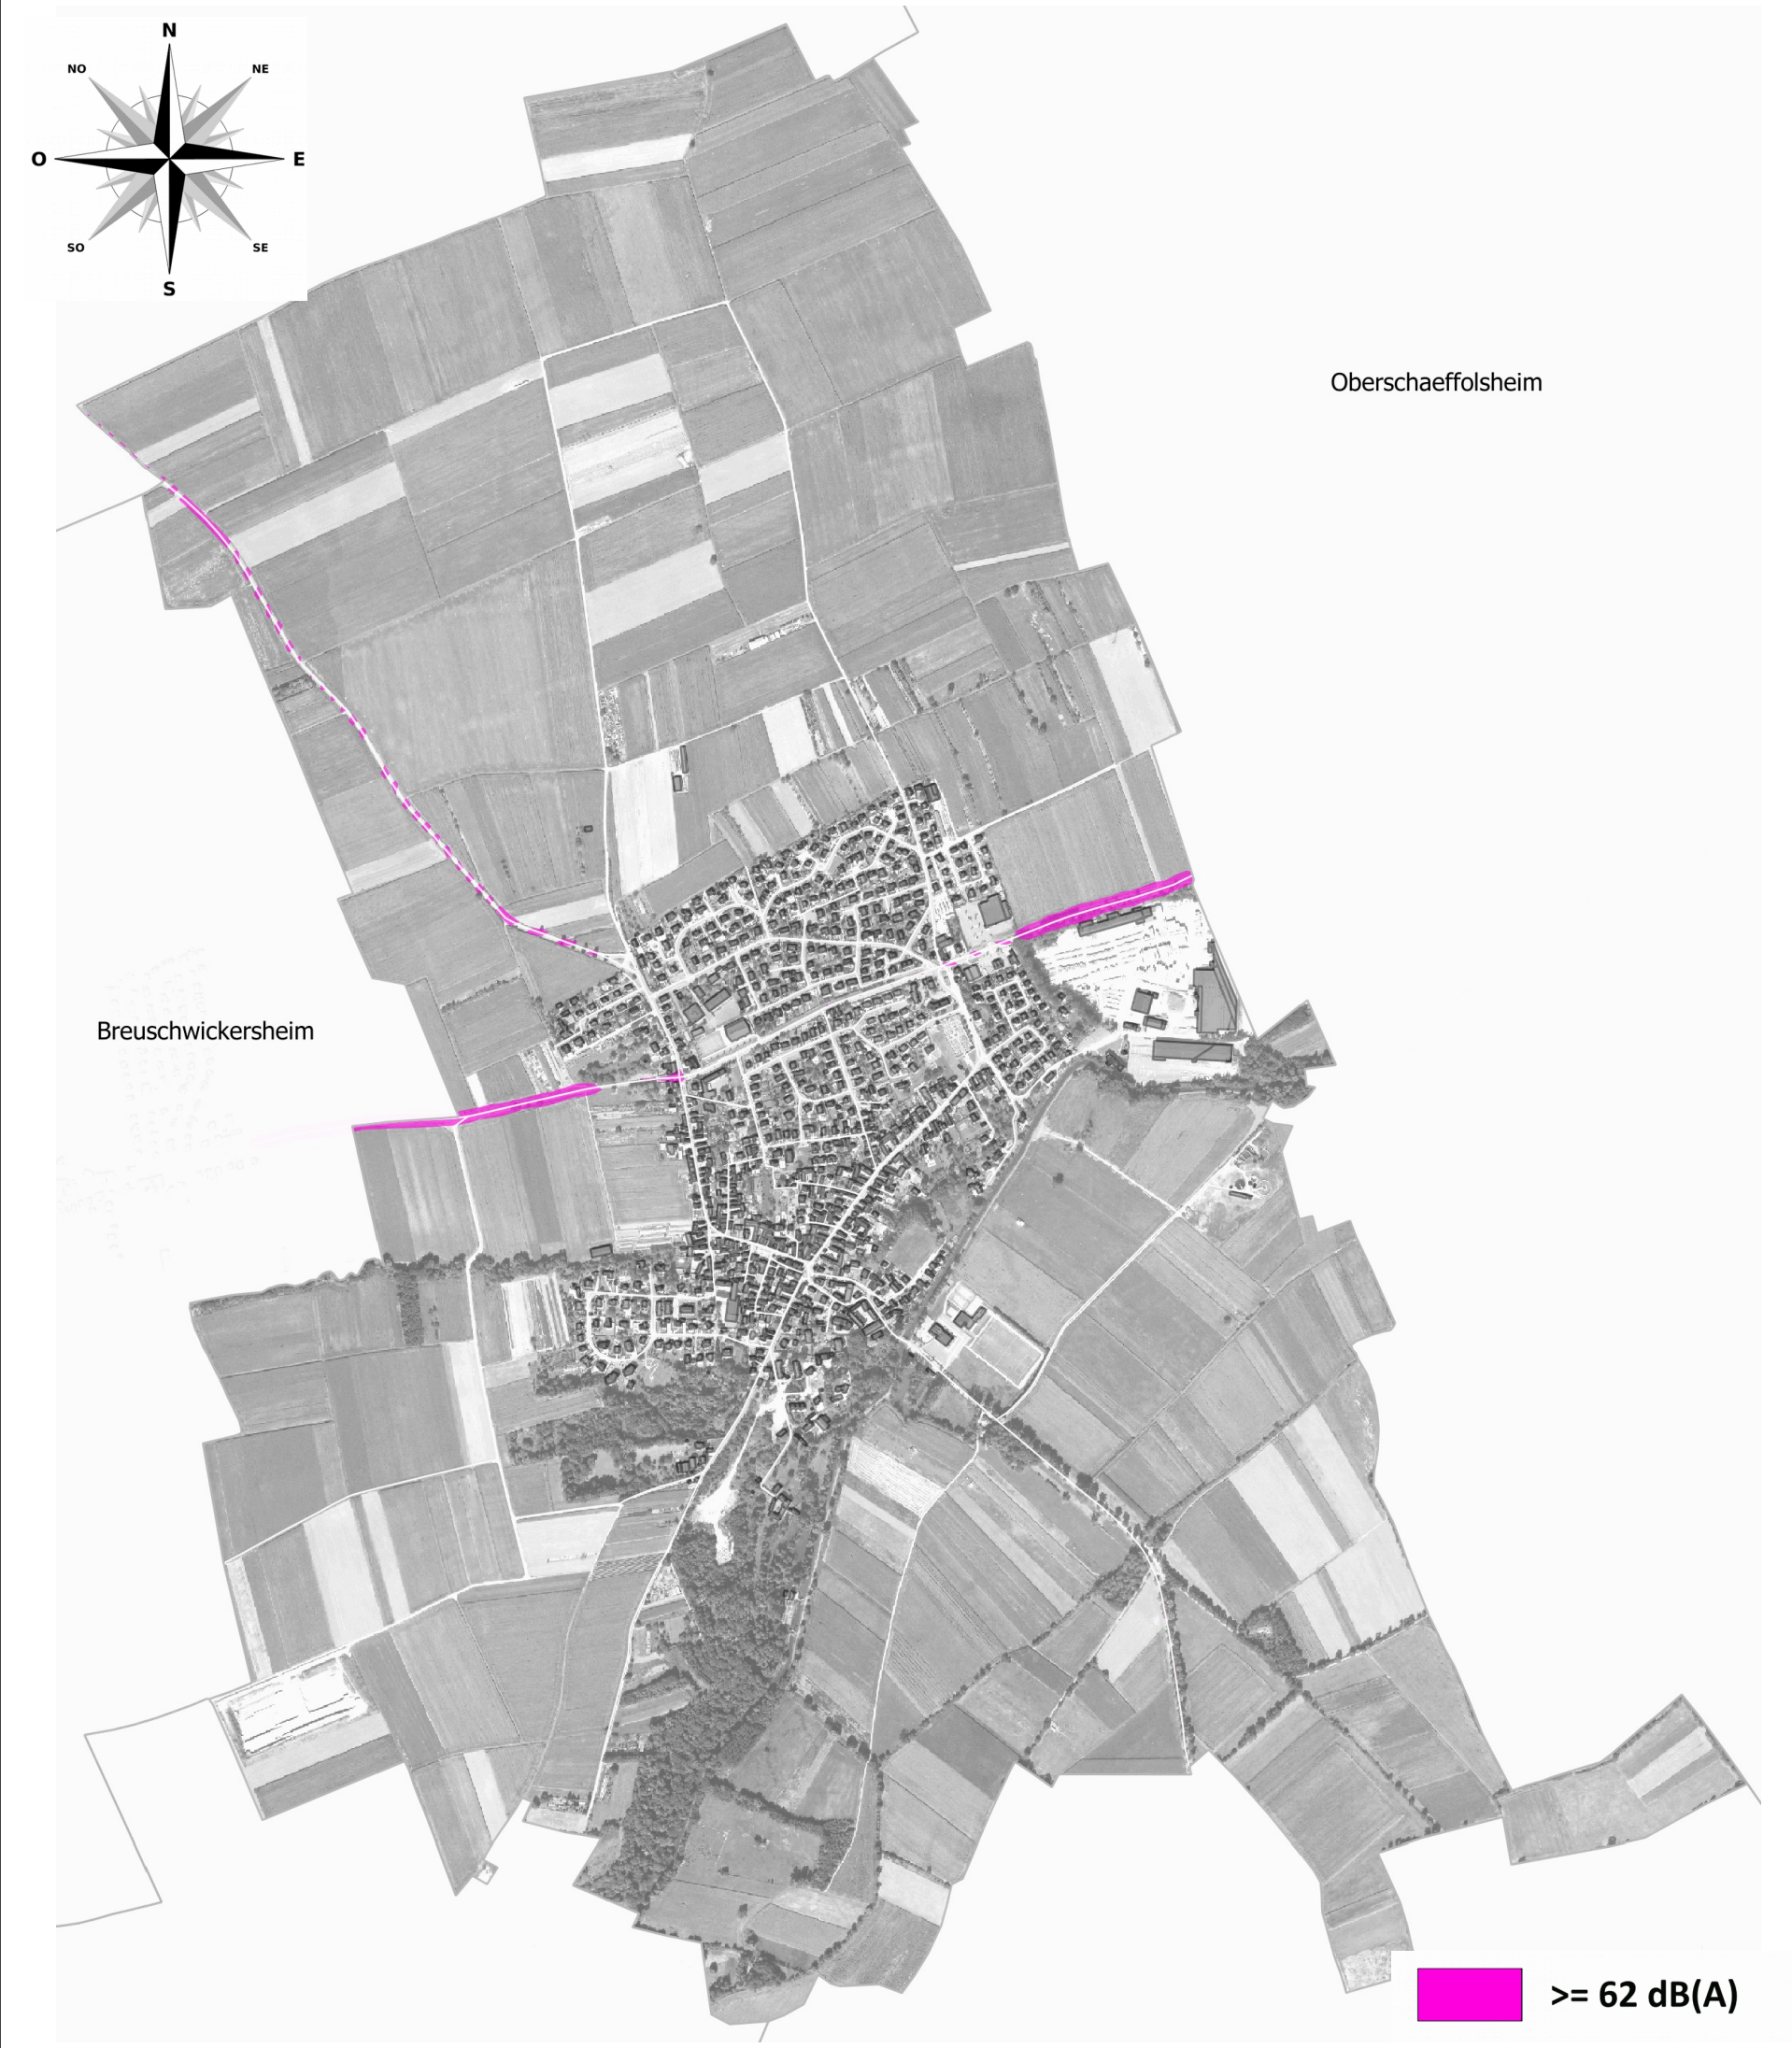 N
NO
NE
O
E
SO
SE
S
Oberschaeffolsheim
Breuschwickersheim
>= 62 dB(A)